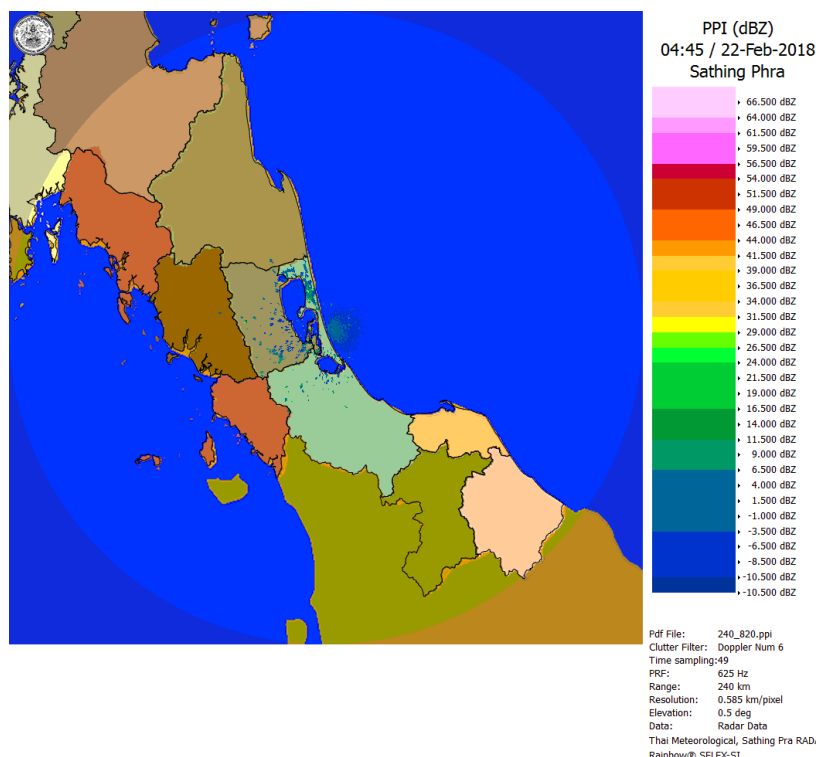 PPI (dBZ)
04:45 / 22-Feb-2018
Sathing Phra
66.500 dBZ
64.000 dBZ
61.500 dBZ
59.500 dBZ
56.500 dBZ
54.000 dBZ
51.500 dBZ
49.000 dBZ
46.500 dBZ
44.000 dBZ
41.500 dBZ
39.000 dBZ
36.500 dBZ
34.000 dBZ
31.500 dBZ
29.000 dBZ
26.500 dBZ
24.000 dBZ
21.500 dBZ
19.000 dBZ
16.500 dBZ
14.000 dBZ
11.500 dBZ
9.000 dBZ
6.500 dBZ
4.000 dBZ
1.500 dBZ
-1.000 dBZ
-3.500 dBZ
-6.500 dBZ
-8.500 dBZ
-10.500 dBZ
-10.500 dBZ
Pdf File: 240_820.ppi
Clutter Filter: Doppler Num 6
Time sampling:49
PRF: 625 Hz
Range: 240 km
Resolution: 0.585 km/pixel
Elevation: 0.5 deg
Data: Radar Data
Thai Meteorological, Sathing Pra RADA
Rainbow® SELEX-SI